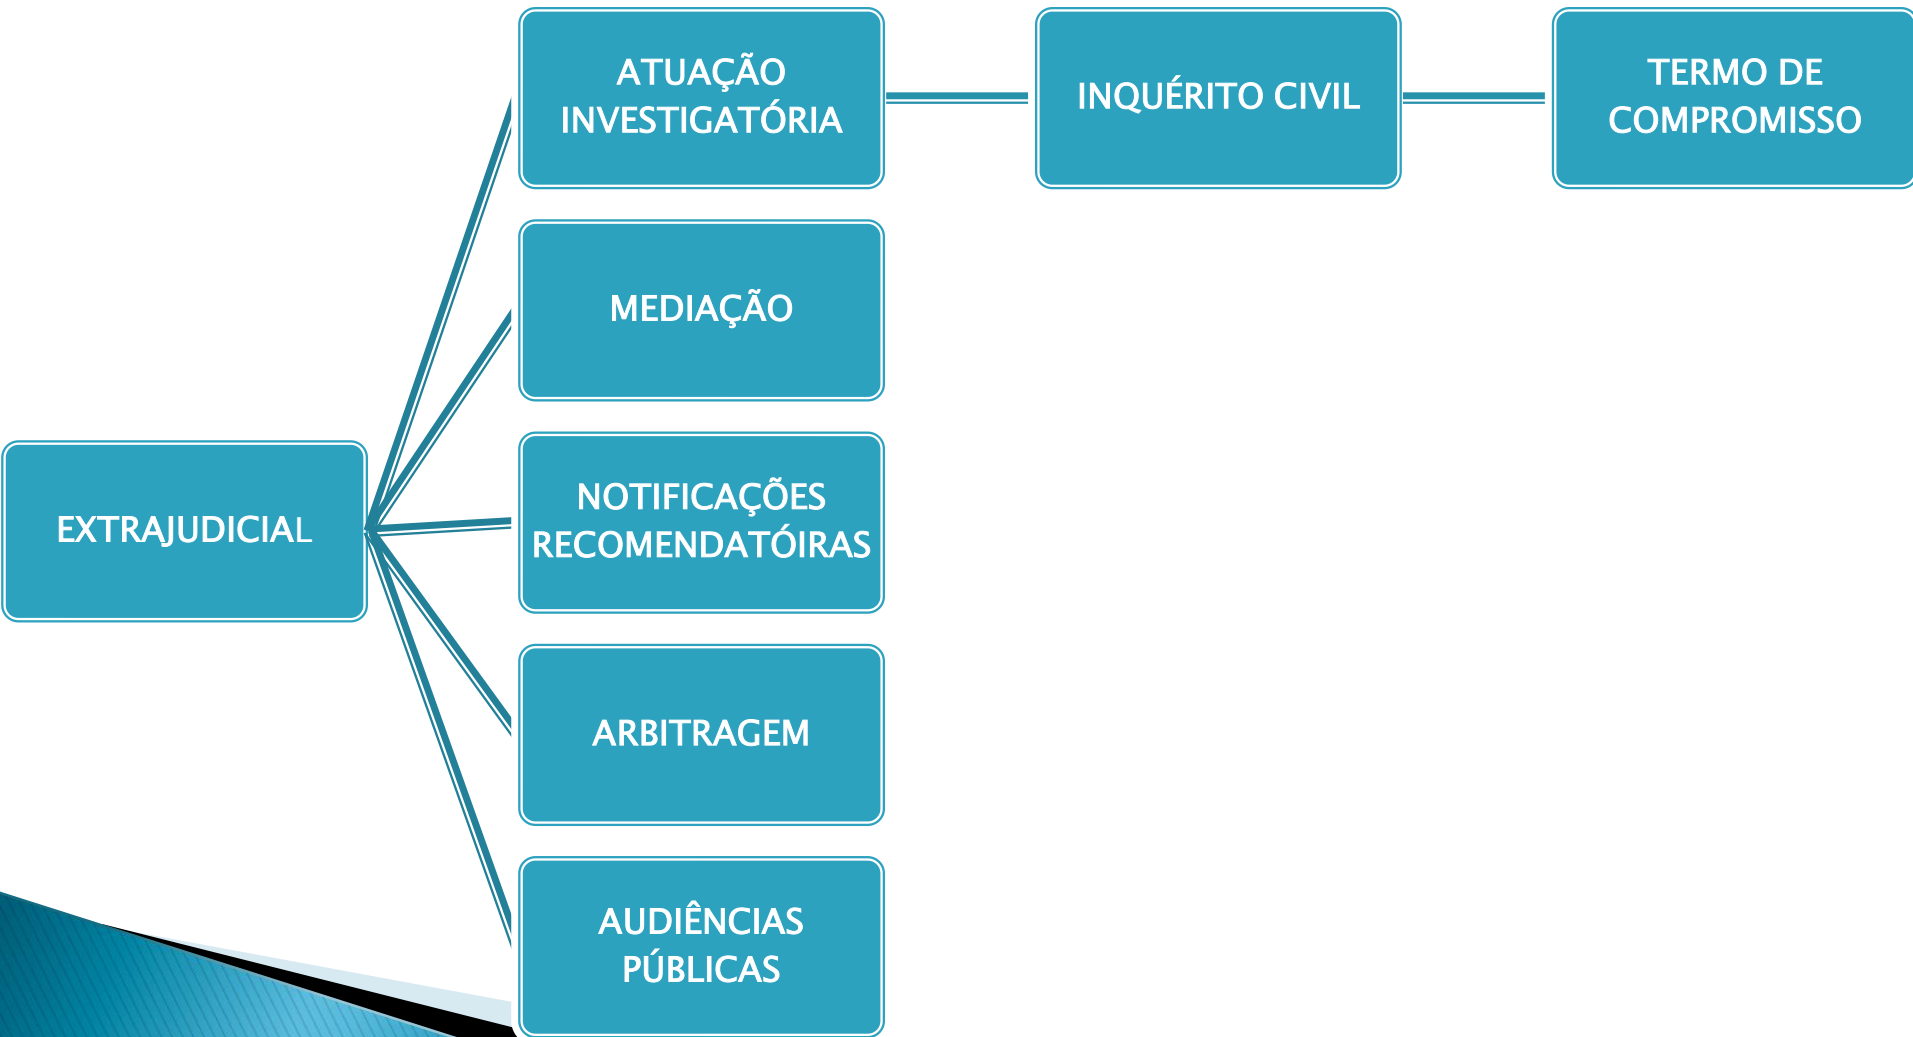 ATUAÇÃO
INVESTIGATÓRIA
INQUÉRITO CIVIL
TERMO DE
COMPROMISSO
MEDIAÇÃO
EXTRAJUDICIAL
NOTIFICAÇÕES
RECOMENDATÓIRAS
ARBITRAGEM
AUDIÊNCIAS
PÚBLICAS